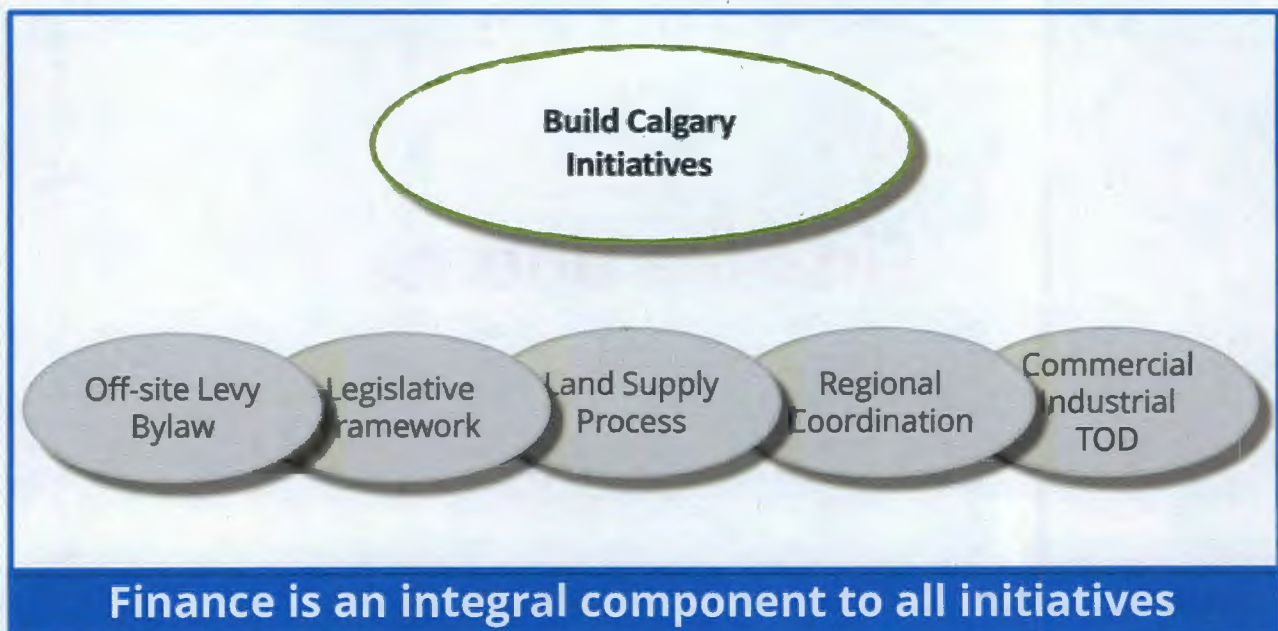 Build Calgary
Initiatives
Off-site Levy
Bylaw
Legislative
ramework
Land Supply
Process
Regional
Coordination
Commercial
Industrial
TOD
Finance is an integral component to all initiatives